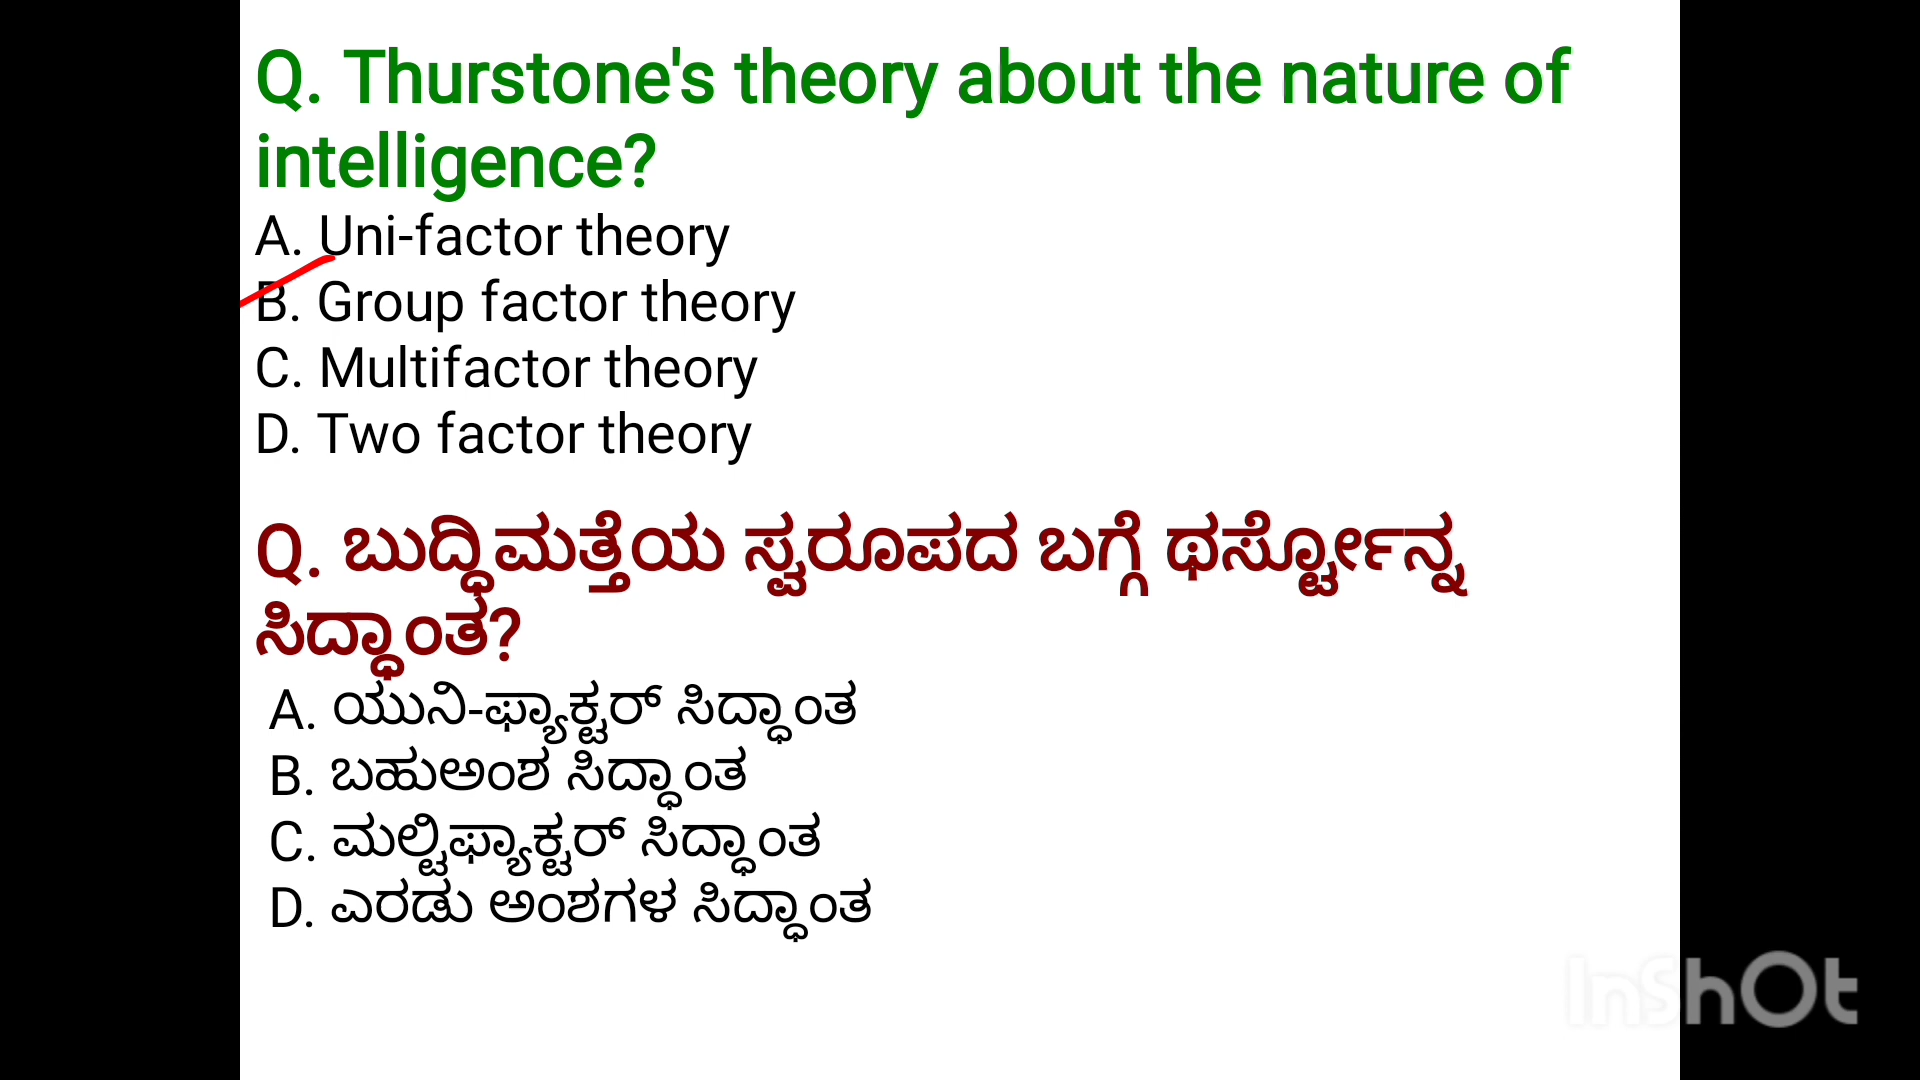 Q. Thurstone's theory about the nature of
intelligence?
A. Uni-factor theory
B. Group factor theory
C. Multifactor theory
D. Two factor theory
Q. ಬುದ್ಧಿಮತ್ತೆಯ ಸ್ವರೂಪದ ಬಗ್ಗೆ ಥರ್ಸ್ಟೋನ್ನ
ಸಿದ್ಧಾಂತ?
A. ಯುನಿ-ಫ್ಯಾಕ್ಟರ್ ಸಿದ್ಧಾಂತ
B. ಬಹುಅಂಶ ಸಿದ್ಧಾಂತ
C. ಮಲ್ಟಿಫ್ಯಾಕ್ಟರ್ ಸಿದ್ಧಾಂತ
D. ಎರಡು ಅಂಶಗಳ ಸಿದ್ಧಾಂತ
InShOt